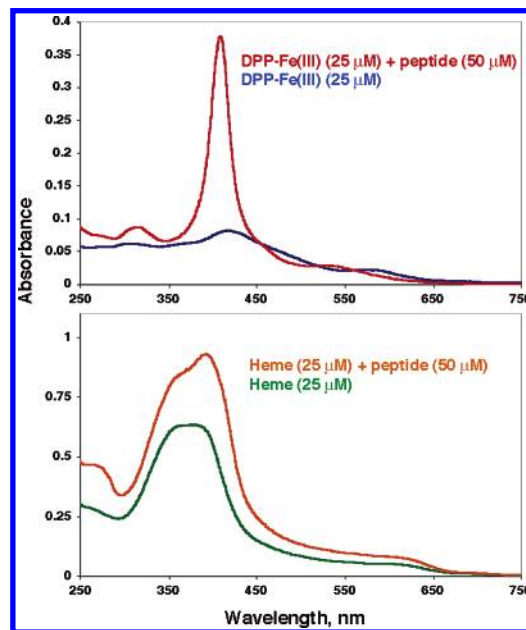 0.4
0.35
0.3
0.25
0.2
0.15
0.1
0.05
0
DPP-Fe(III) (25 μM) + peptide (50 μM)
DPP-Fe(III) (25 μM)
250 350 450 550 650 750
Absorbance
1
0.75
0.5
0.25
0
Heme (25 μM) + peptide (50 μM)
Heme (25 μM)
250 350 450 550 650 750
Wavelength, nm